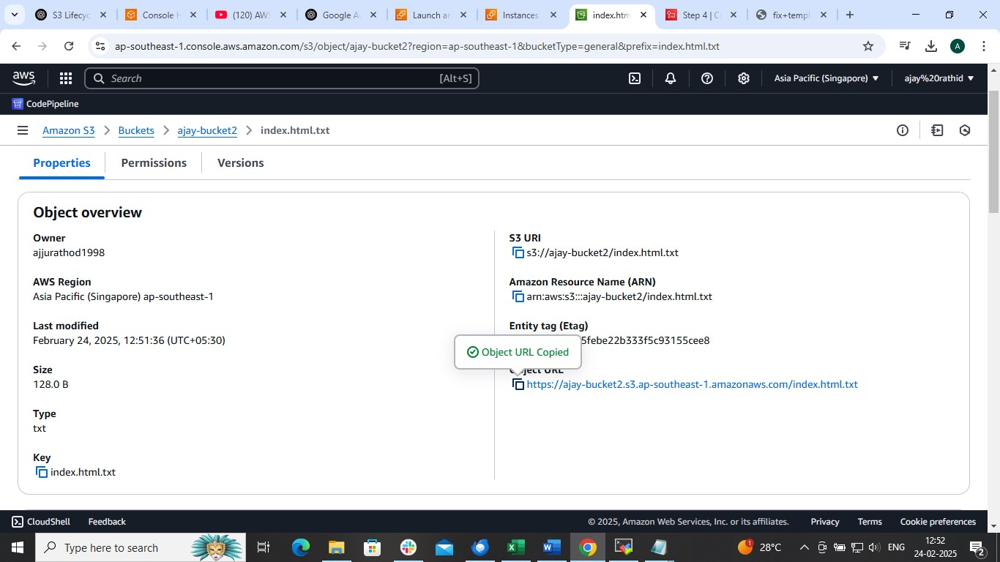 S3 Lifecyc
Console H
(120) AWS
Google A
Launch an
Instances
index.htm
Step 4 | C
fix+templ
ap-southeast-1.console.aws.amazon.com/s3/object/ajay-bucket2?region=ap-southeast-1&bucketType=general&prefix=index.html.txt
A
aws
Search
[Alt+S]
Asia Pacific (Singapore) ▼
ajay%20rathid ▼
CodePipeline
Amazon S3 > Buckets > ajay-bucket2 > index.html.txt
Properties
Permissions
Versions
Object overview
Owner
ajjurathod1998
AWS Region
Asia Pacific (Singapore) ap-southeast-1
Last modified
February 24, 2025, 12:51:36 (UTC+05:30)
Size
128.0 B
Type
txt
Key
index.html.txt
S3 URI
s3://ajay-bucket2/index.html.txt
Amazon Resource Name (ARN)
arn:aws:s3:::ajay-bucket2/index.html.txt
Entity tag (Etag)
5febe22b333f5c93155cee8
Object URL Copied
Object URL
https://ajay-bucket2.s3.ap-southeast-1.amazonaws.com/index.html.txt
CloudShell
Feedback
© 2025, Amazon Web Services, Inc. or its affiliates.
Privacy
Terms
Cookie preferences
Type here to search
28°C
ENG
12:52
24-02-2025
2